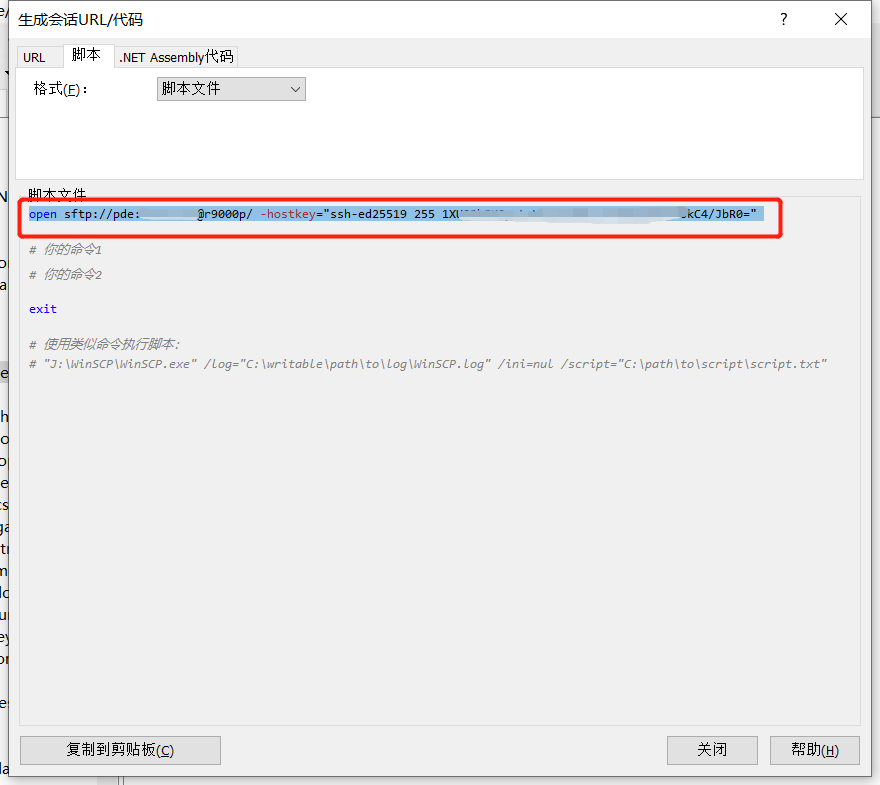 生成会话URL/代码
URL 脚本 .NET Assembly代码
格式(F): 脚本文件
脚本文件
open sftp://pde: @r9000p/ -hostkey="ssh-ed25519 255 kC4/JbR0="
# 你的命令1
# 你的命令2
exit
# 使用类似命令执行脚本:
# "J:\WinSCP\WinSCP.exe" /log="C:\writable\path\to\log\WinSCP.log" /ini=nul /script="C:\path\to\script\script.txt"
复制到剪贴板(C) 关闭 帮助(H)